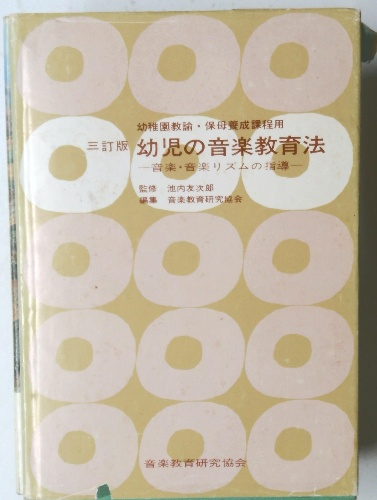 幼稚園教諭・保母養成課程用
三訂版 幼児の音楽教育法
—音楽・音楽リズムの指導—
監修 池内友次郎
編集 音楽教育研究協会
音楽教育研究協会